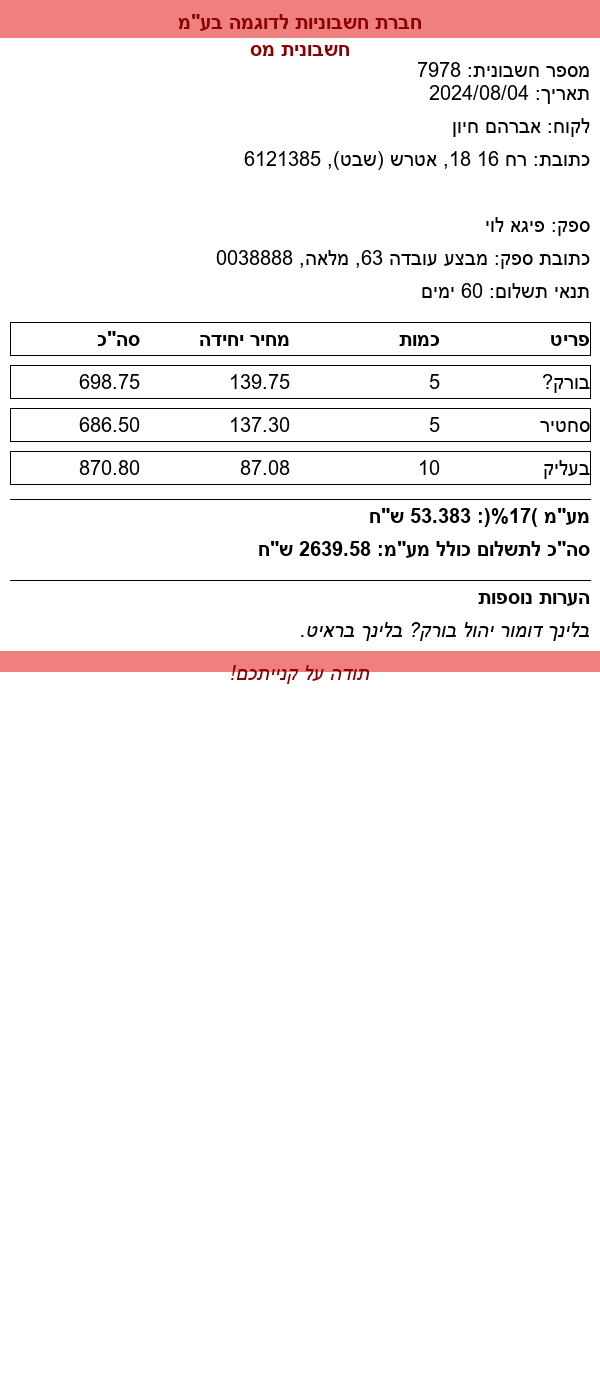 חברת חשבוניות לדוגמה בע"מ
חשבונית מס
מספר חשבונית: 7978
תאריך: 2024/08/04
לקוח: אברהם חיון
כתובת: רח 16 18, אטרש (שבט), 6121385
ספק: פיגא לוי
כתובת ספק: מבצע עובדה 63, מלאה, 0038888
תנאי תשלום: 60 ימים
פריט כמות מחיר יחידה סה"כ
בורק? 5 139.75 698.75
סחטיר 5 137.30 686.50
בעליק 10 87.08 870.80
מע"מ )17%(: 53.383 ש"ח
סה"כ לתשלום כולל מע"מ: 2639.58 ש"ח
הערות נוספות
בלינך דומור יהול בורק? בלינך בראיט.
תודה על קנייתכם!